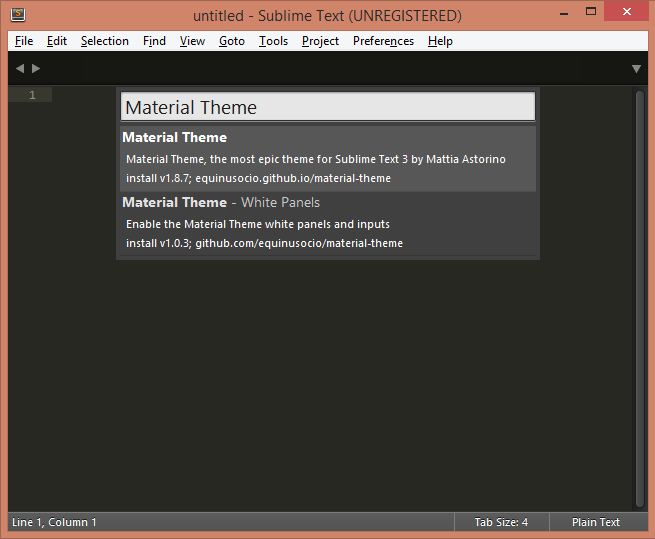 untitled - Sublime Text (UNREGISTERED)
File Edit Selection Find View Goto Tools Project Preferences Help
1
Material Theme
Material Theme
Material Theme, the most epic theme for Sublime Text 3 by Mattia Astorino
install v1.8.7; equinusocio.github.io/material-theme
Material Theme - White Panels
Enable the Material Theme white panels and inputs
install v1.0.3; github.com/equinusocio/material-theme
Line 1, Column 1 Tab Size: 4 Plain Text